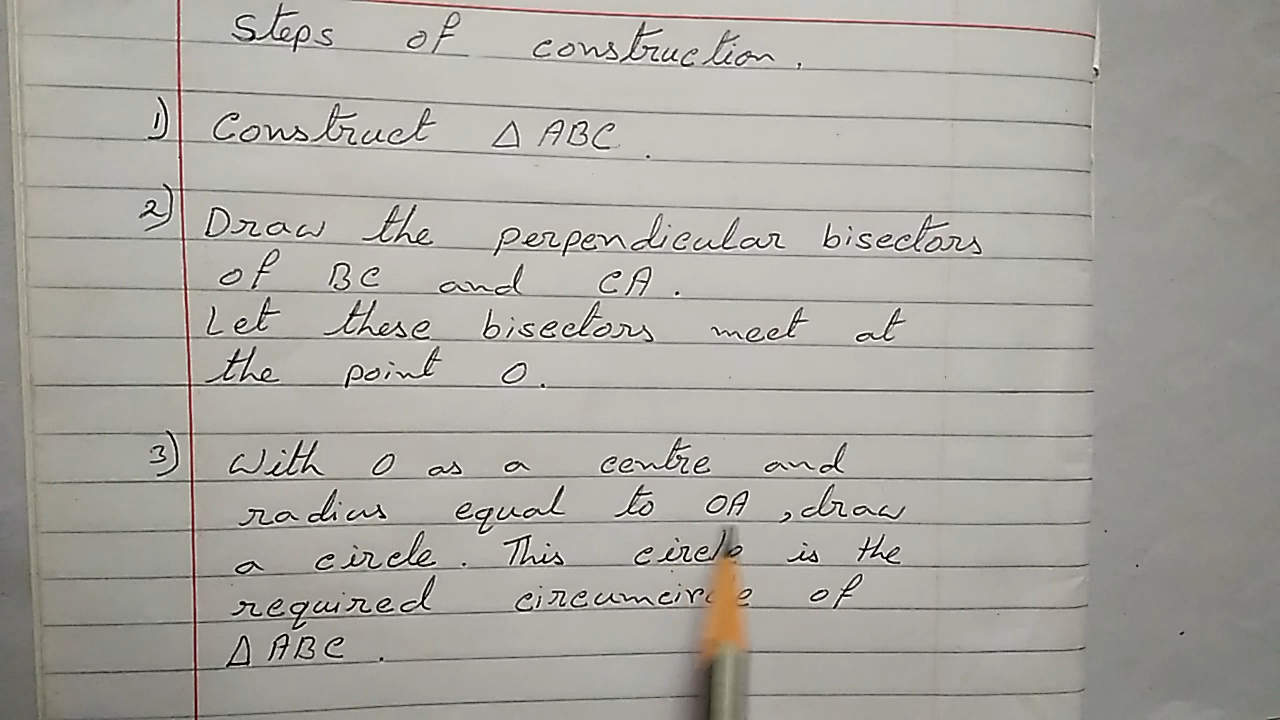 Steps of construction.
1) Construct △ ABC.
2) Draw the perpendicular bisectors
of BC and CA.
Let these bisectors meet at
the point O.
3) With O as a centre and
radius equal to OA, draw
a circle. This circle is the
required circumcircle of
△ ABC.